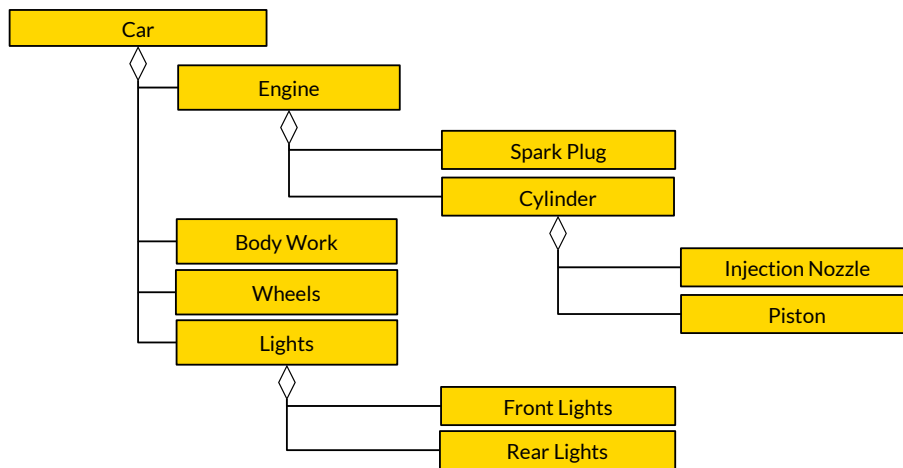 Car
Engine
Spark Plug
Cylinder
Body Work
Injection Nozzle
Wheels
Piston
Lights
Front Lights
Rear Lights